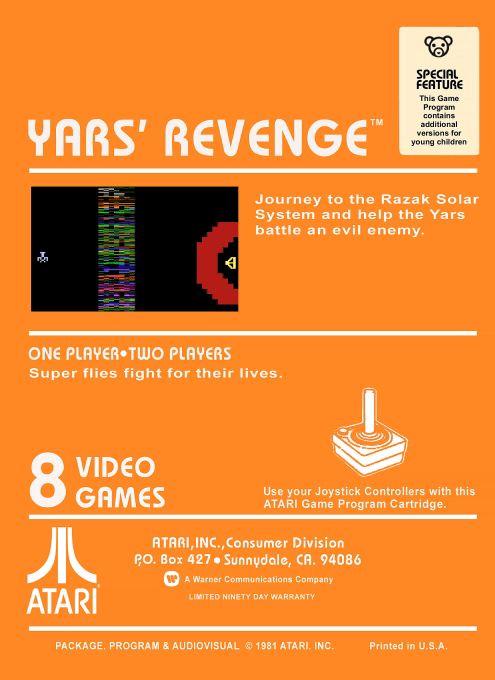 SPECIAL
FEATURE
This Game
Program
contains
additional
versions for
young children
YARS' REVENGE™
Journey to the Razak Solar
System and help the Yars
battle an evil enemy.
ONE PLAYER•TWO PLAYERS
Super flies fight for their lives.
8 VIDEO
GAMES
Use your Joystick Controllers with this
ATARI Game Program Cartridge.
ATARI, INC., Consumer Division
P.O. Box 427 • Sunnydale, CA. 94086
A Warner Communications Company
LIMITED NINETY DAY WARRANTY
ATARI®
PACKAGE. PROGRAM & AUDIOVISUAL © 1981 ATARI. INC. Printed in U.S.A.